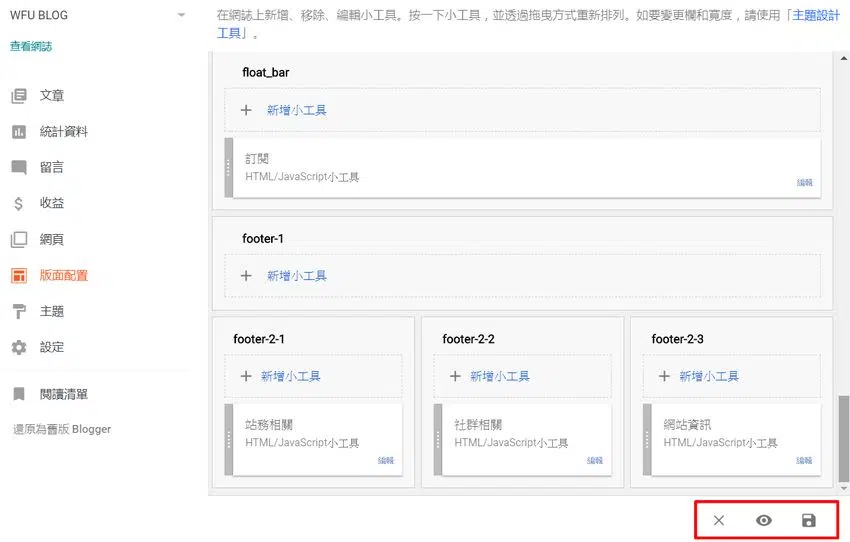 WFU BLOG
查看網誌
文章
統計資料
留言
收益
網頁
版面配置
主題
設定
閱讀清單
還原為舊版 Blogger
在網誌上新增、移除、編輯小工具。按一下小工具，並透過拖曳方式重新排列。如要變更欄和寬度，請使用「主題設計
工具」。
float_bar
新增小工具
訂閱
HTML/JavaScript小工具
編輯
footer-1
新增小工具
footer-2-1
新增小工具
站務相關
HTML/JavaScript小工具
編輯
footer-2-2
新增小工具
社群相關
HTML/JavaScript小工具
編輯
footer-2-3
新增小工具
網站資訊
HTML/JavaScript小工具
編輯